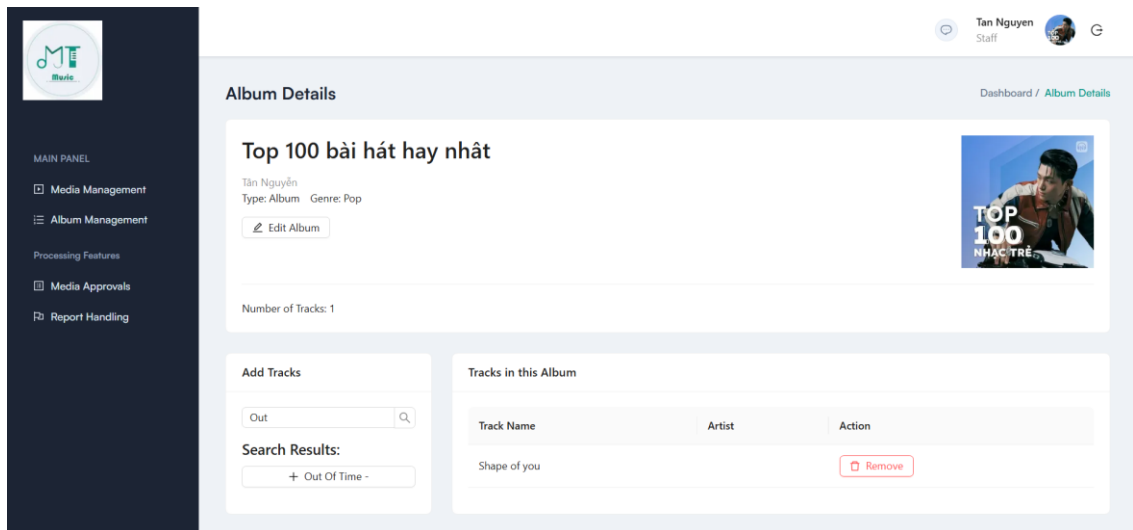 MT
Music
Tan Nguyen
Staff
Album Details
Dashboard / Album Details
MAIN PANEL
Media Management
Album Management
Processing Features
Media Approvals
Report Handling
Top 100 bài hát hay nhât
Tân Nguyễn
Type: Album Genre: Pop
Edit Album
TOP
100
NHẠC TRẺ
Number of Tracks: 1
Add Tracks
Out
Search Results:
+ Out Of Time -
Tracks in this Album
Track Name Artist Action
Shape of you Remove